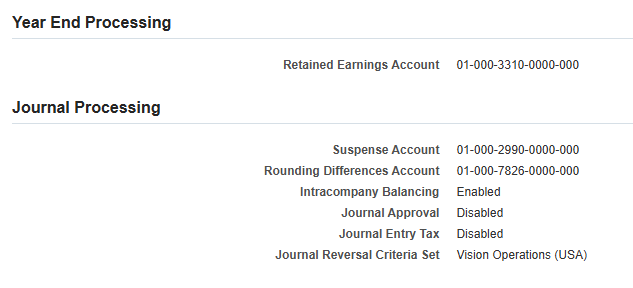 Year End Processing
Retained Earnings Account 01-000-3310-0000-000
Journal Processing
Suspense Account 01-000-2990-0000-000
Rounding Differences Account 01-000-7826-0000-000
Intracompany Balancing Enabled
Journal Approval Disabled
Journal Entry Tax Disabled
Journal Reversal Criteria Set Vision Operations (USA)